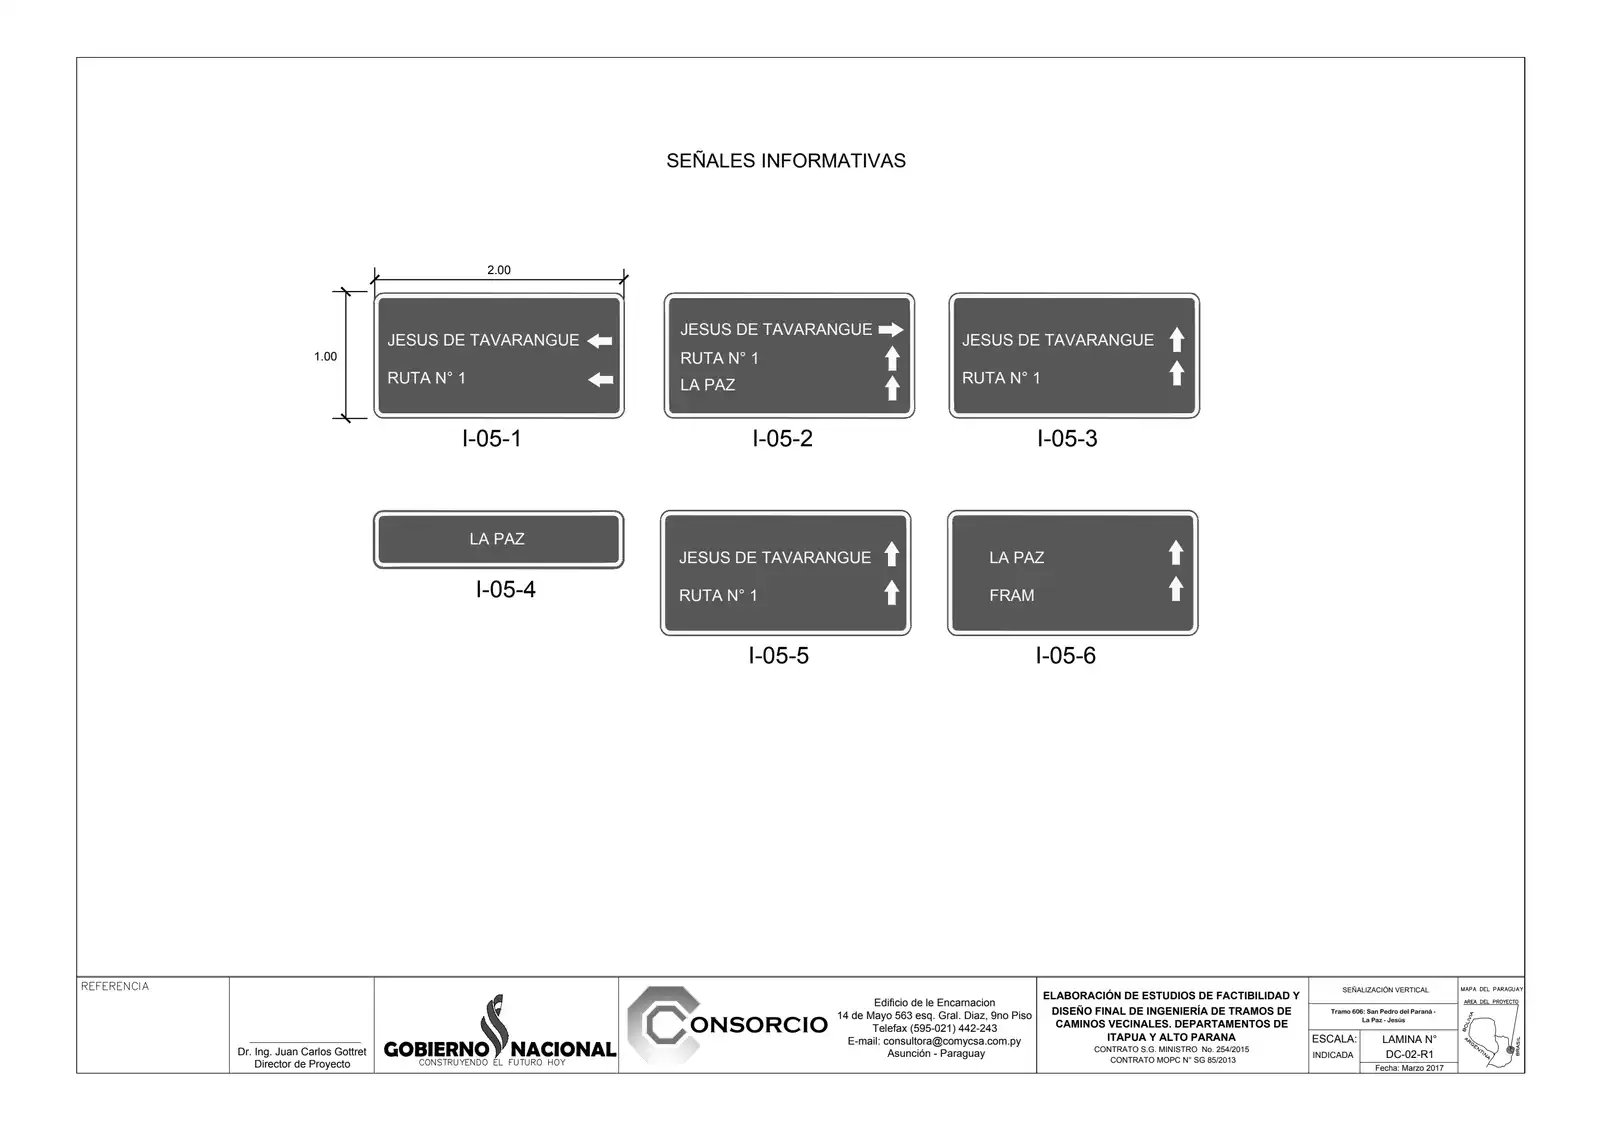 SEÑALES INFORMATIVAS
2.00
1.00
JESUS DE TAVARANGUE
RUTA N° 1
I-05-1
JESUS DE TAVARANGUE
RUTA N° 1
LA PAZ
I-05-2
JESUS DE TAVARANGUE
RUTA N° 1
I-05-3
LA PAZ
I-05-4
JESUS DE TAVARANGUE
RUTA N° 1
I-05-5
LA PAZ
FRAM
I-05-6
REFERENCIA
Dr. Ing. Juan Carlos Gottret
Director de Proyecto
GOBIERNO NACIONAL
CONSTRUYENDO EL FUTURO HOY
CONSORCIO
Edificio de le Encarnacion
14 de Mayo 563 esq. Gral. Diaz, 9no Piso
Telefax (595-021) 442-243
E-mail: consultora@comycsa.com.py
Asunción - Paraguay
ELABORACIÓN DE ESTUDIOS DE FACTIBILIDAD Y
DISEÑO FINAL DE INGENIERÍA DE TRAMOS DE
CAMINOS VECINALES. DEPARTAMENTOS DE
ITAPUA Y ALTO PARANA
CONTRATO S.G. MINISTRO No. 254/2015
CONTRATO MOPC N° SG 85/2013
SEÑALIZACIÓN VERTICAL
Tramo 606: San Pedro del Paraná -
La Paz - Jesús
ESCALA:
INDICADA
LAMINA N°
DC-02-R1
Fecha: Marzo 2017
MAPA DEL PARAGUAY
AREA DEL PROYECTO
BOLIVIA
ARGENTINA
BRASIL